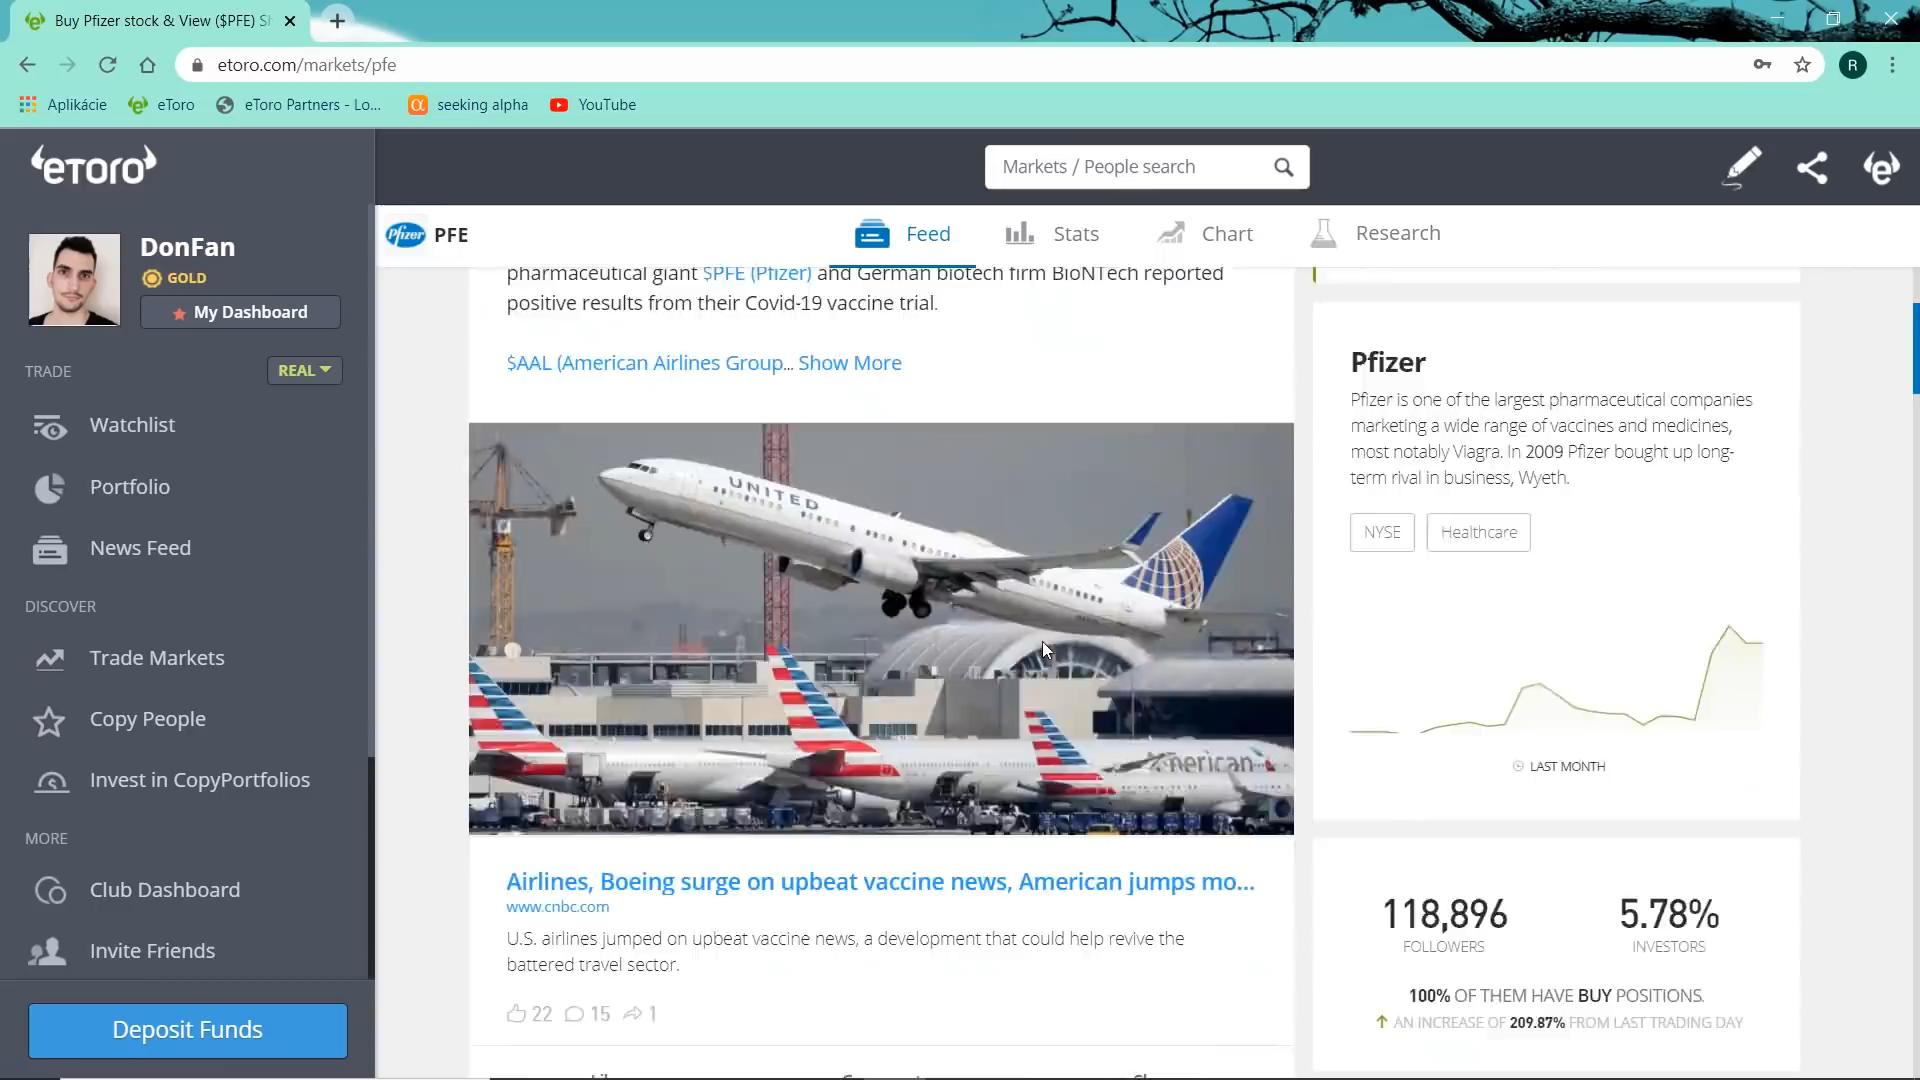 Buy Pfizer stock & View ($PFE) S
etoro.com/markets/pfe
R
Aplikácie
eToro
eToro Partners - Lo...
seeking alpha
YouTube
eToro
Markets / People search
DonFan
GOLD
My Dashboard
TRADE
REAL
Watchlist
Portfolio
News Feed
DISCOVER
Trade Markets
Copy People
Invest in CopyPortfolios
MORE
Club Dashboard
Invite Friends
Deposit Funds
Pfizer PFE
Feed
Stats
Chart
Research
pharmaceutical giant $PFE (Pfizer) and German biotech firm BioNTech reported
positive results from their Covid-19 vaccine trial.
$AAL (American Airlines Group... Show More
UNITED
American
Airlines, Boeing surge on upbeat vaccine news, American jumps mo...
www.cnbc.com
U.S. airlines jumped on upbeat vaccine news, a development that could help revive the
battered travel sector.
22 15 1
Pfizer
Pfizer is one of the largest pharmaceutical companies
marketing a wide range of vaccines and medicines,
most notably Viagra. In 2009 Pfizer bought up long-
term rival in business, Wyeth.
NYSE
Healthcare
LAST MONTH
118,896
FOLLOWERS
5.78%
INVESTORS
100% OF THEM HAVE BUY POSITIONS.
AN INCREASE OF 209.87% FROM LAST TRADING DAY